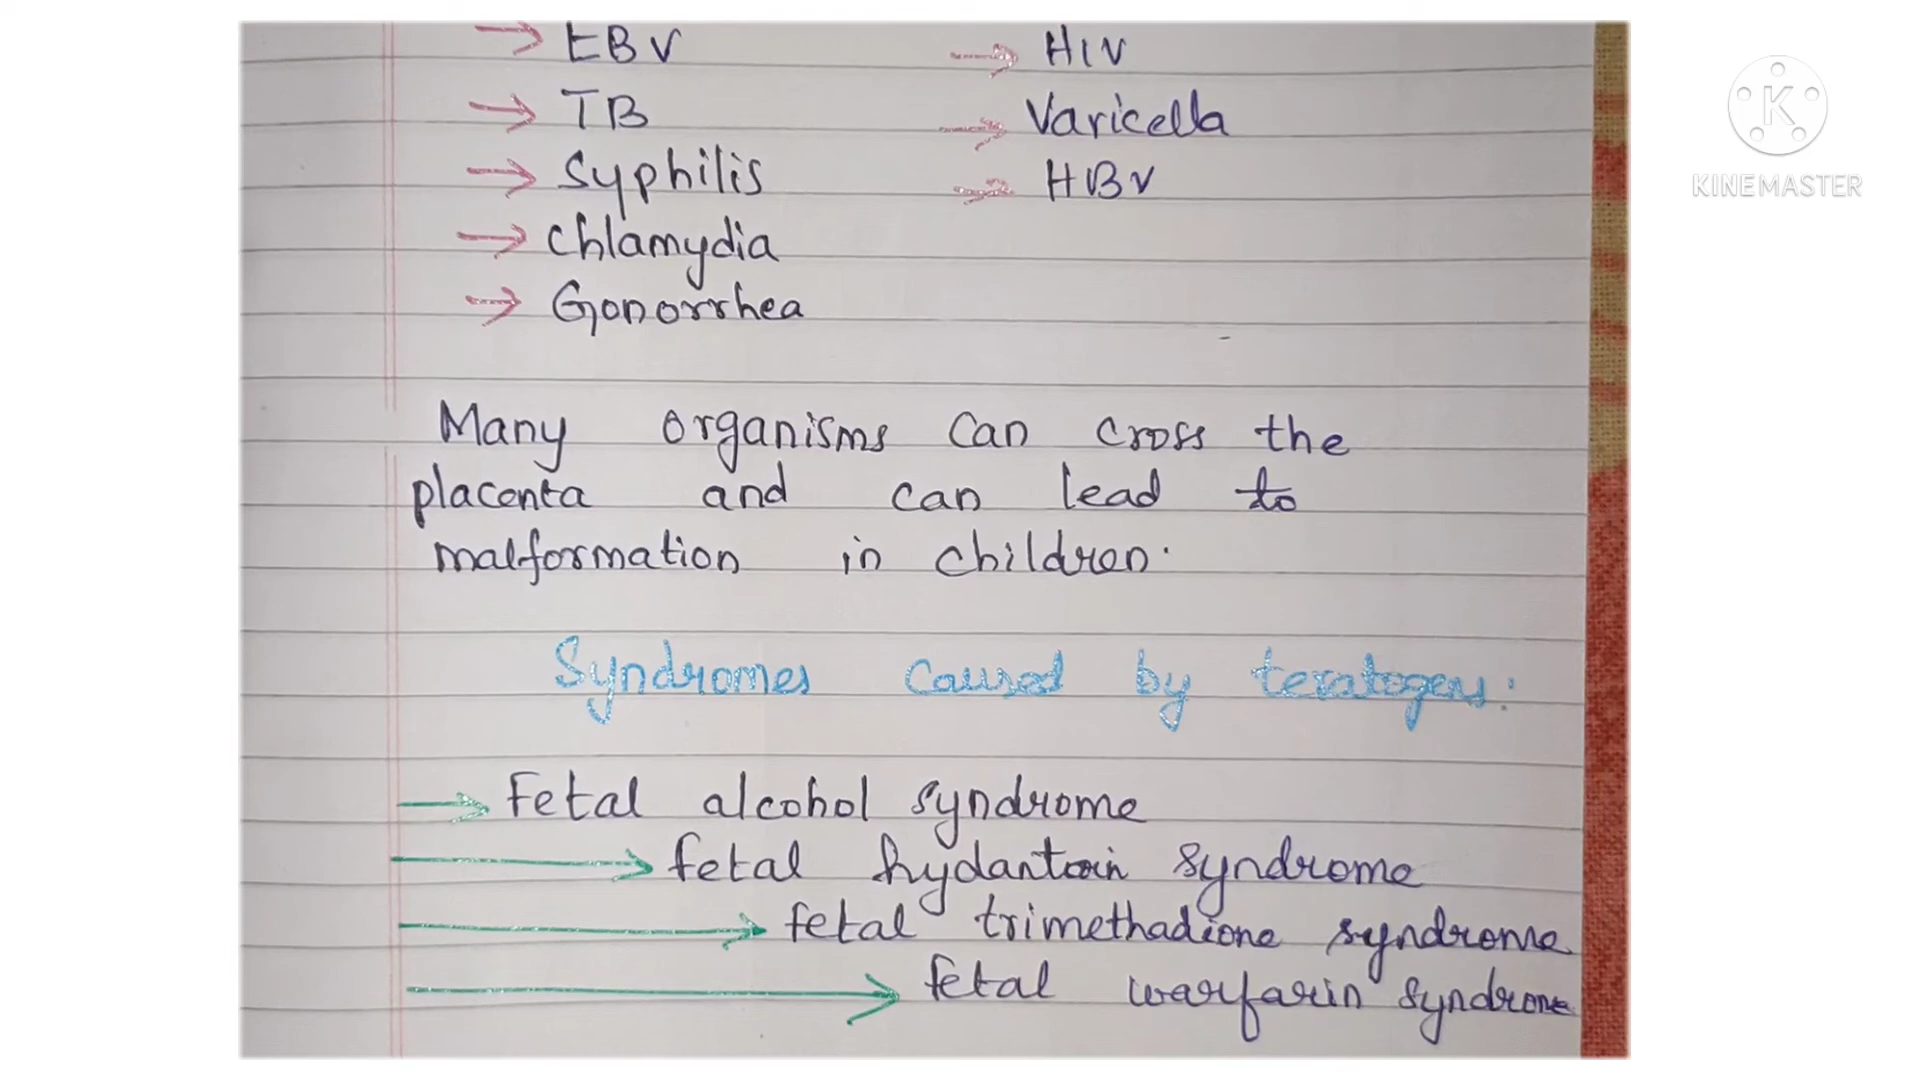 → EBV → HIV
→ TB → Varicella
→ Syphilis → HBV
→ Chlamydia
→ Gonorrhea
Many organisms can cross the
placenta and can lead to
malformation in children.
Syndromes caused by teratogens:
→ Fetal alcohol syndrome
→ fetal hydantoin syndrome
→ fetal trimethadione syndrome
→ fetal warfarin syndrome
K
KINEMASTER